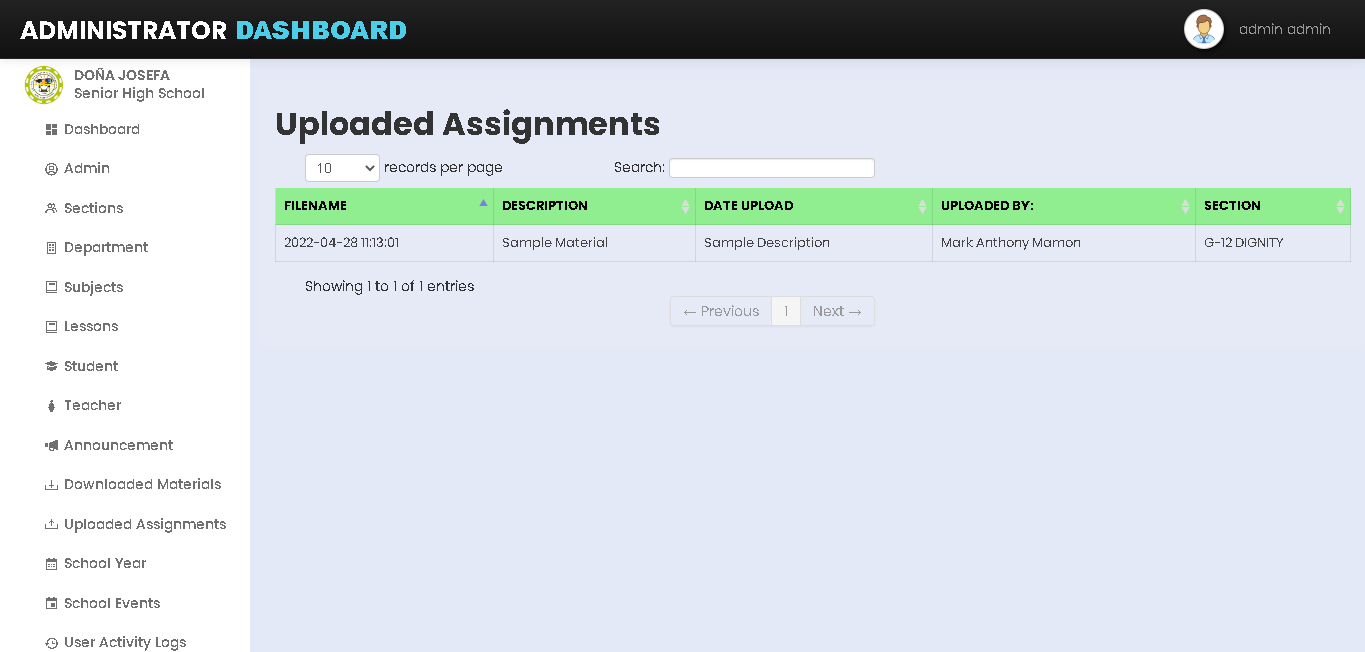 ADMINISTRATOR DASHBOARD
admin admin
DOÑA JOSEFA
Senior High School
Dashboard
Admin
Sections
Department
Subjects
Lessons
Student
Teacher
Announcement
Downloaded Materials
Uploaded Assignments
School Year
School Events
User Activity Logs
Uploaded Assignments
10 records per page Search:
FILENAME DESCRIPTION DATE UPLOAD UPLOADED BY: SECTION
2022-04-28 11:13:01 Sample Material Sample Description Mark Anthony Mamon G-12 DIGNITY
Showing 1 to 1 of 1 entries
← Previous 1 Next →